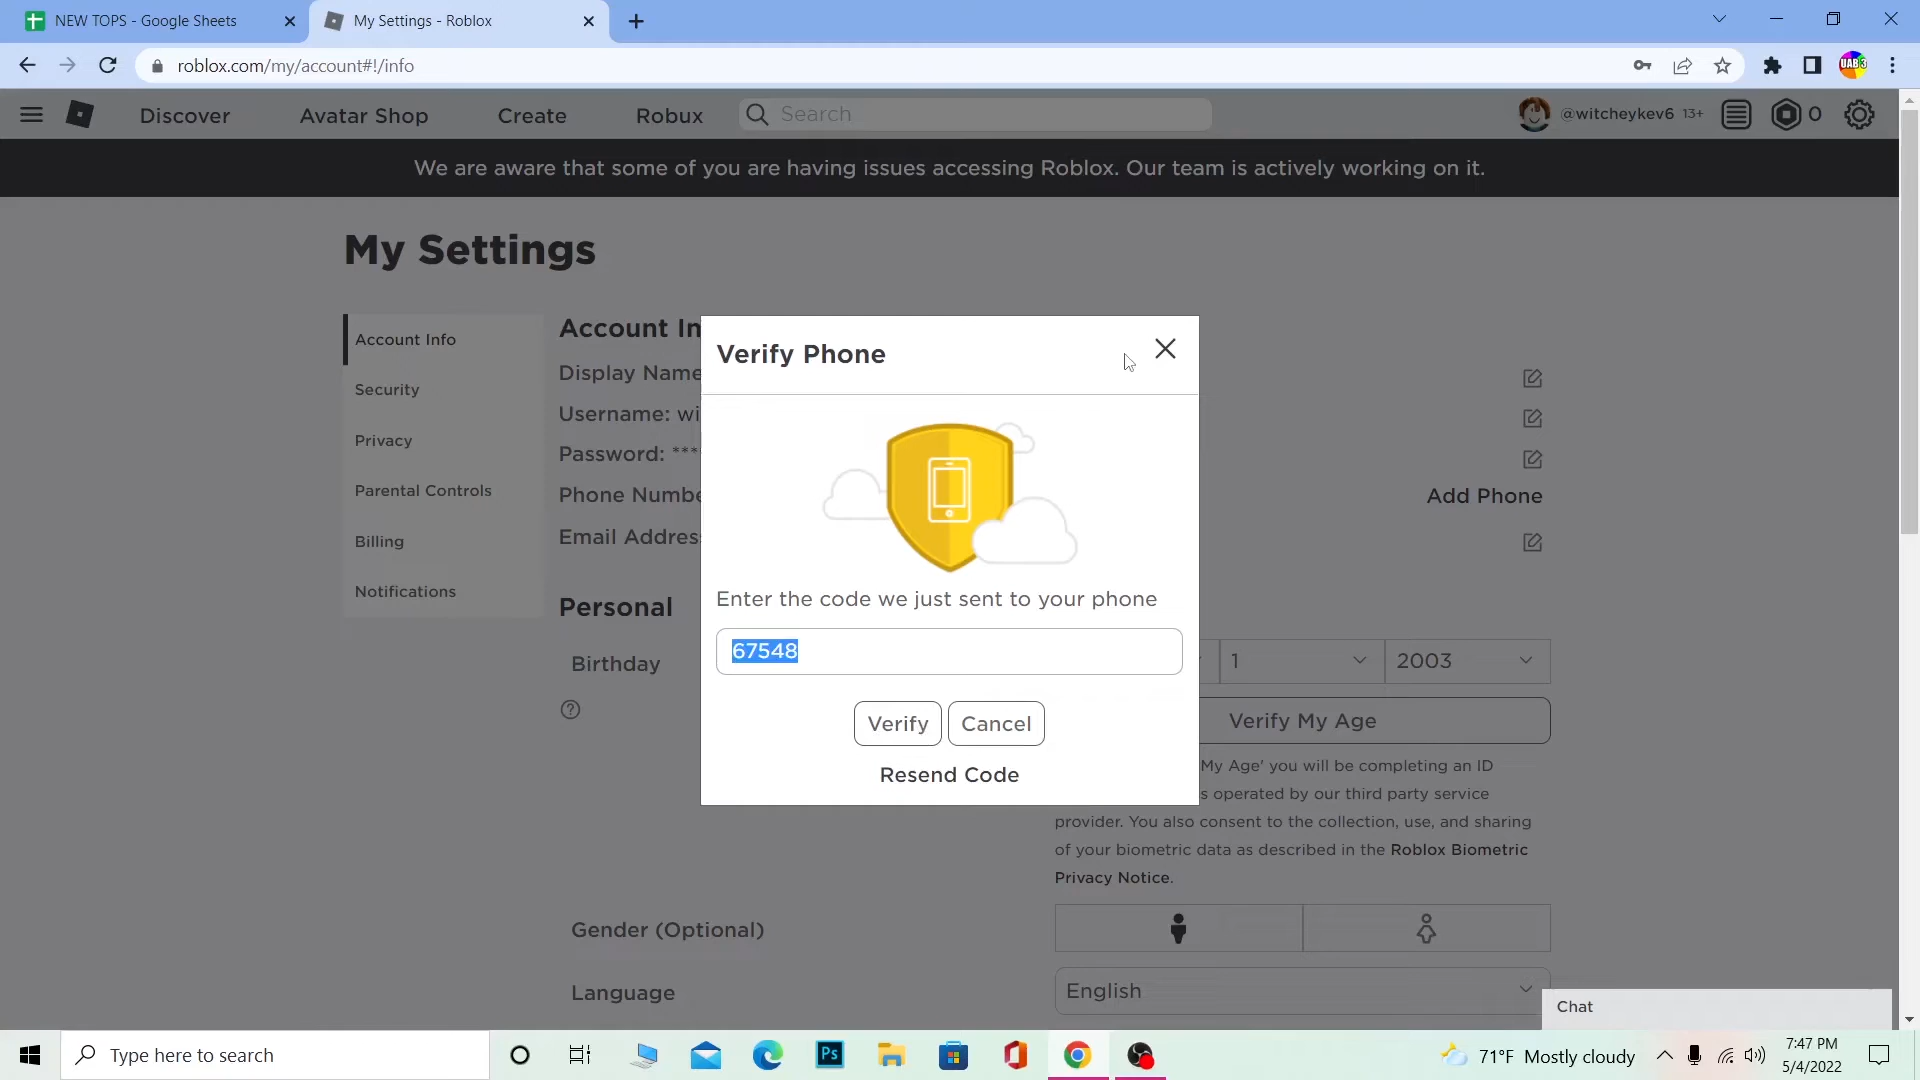 NEW TOPS - Google Sheets
My Settings - Roblox
roblox.com/my/account#!/info
UAB 3
Discover
Avatar Shop
Create
Robux
Search
@witcheykev6 13+
0
We are aware that some of you are having issues accessing Roblox. Our team is actively working on it.
My Settings
Account Info
Security
Privacy
Parental Controls
Billing
Notifications
Account In
Display Name
Username: wi
Password: ****
Phone Numbe
Add Phone
Email Addres
Personal
Birthday
1
2003
Verify My Age
My Age' you will be completing an ID
s operated by our third party service
provider. You also consent to the collection, use, and sharing
of your biometric data as described in the Roblox Biometric
Privacy Notice.
Gender (Optional)
Language
English
Verify Phone
Enter the code we just sent to your phone
67548
Verify
Cancel
Resend Code
Chat
Type here to search
Ps
71°F Mostly cloudy
7:47 PM
5/4/2022